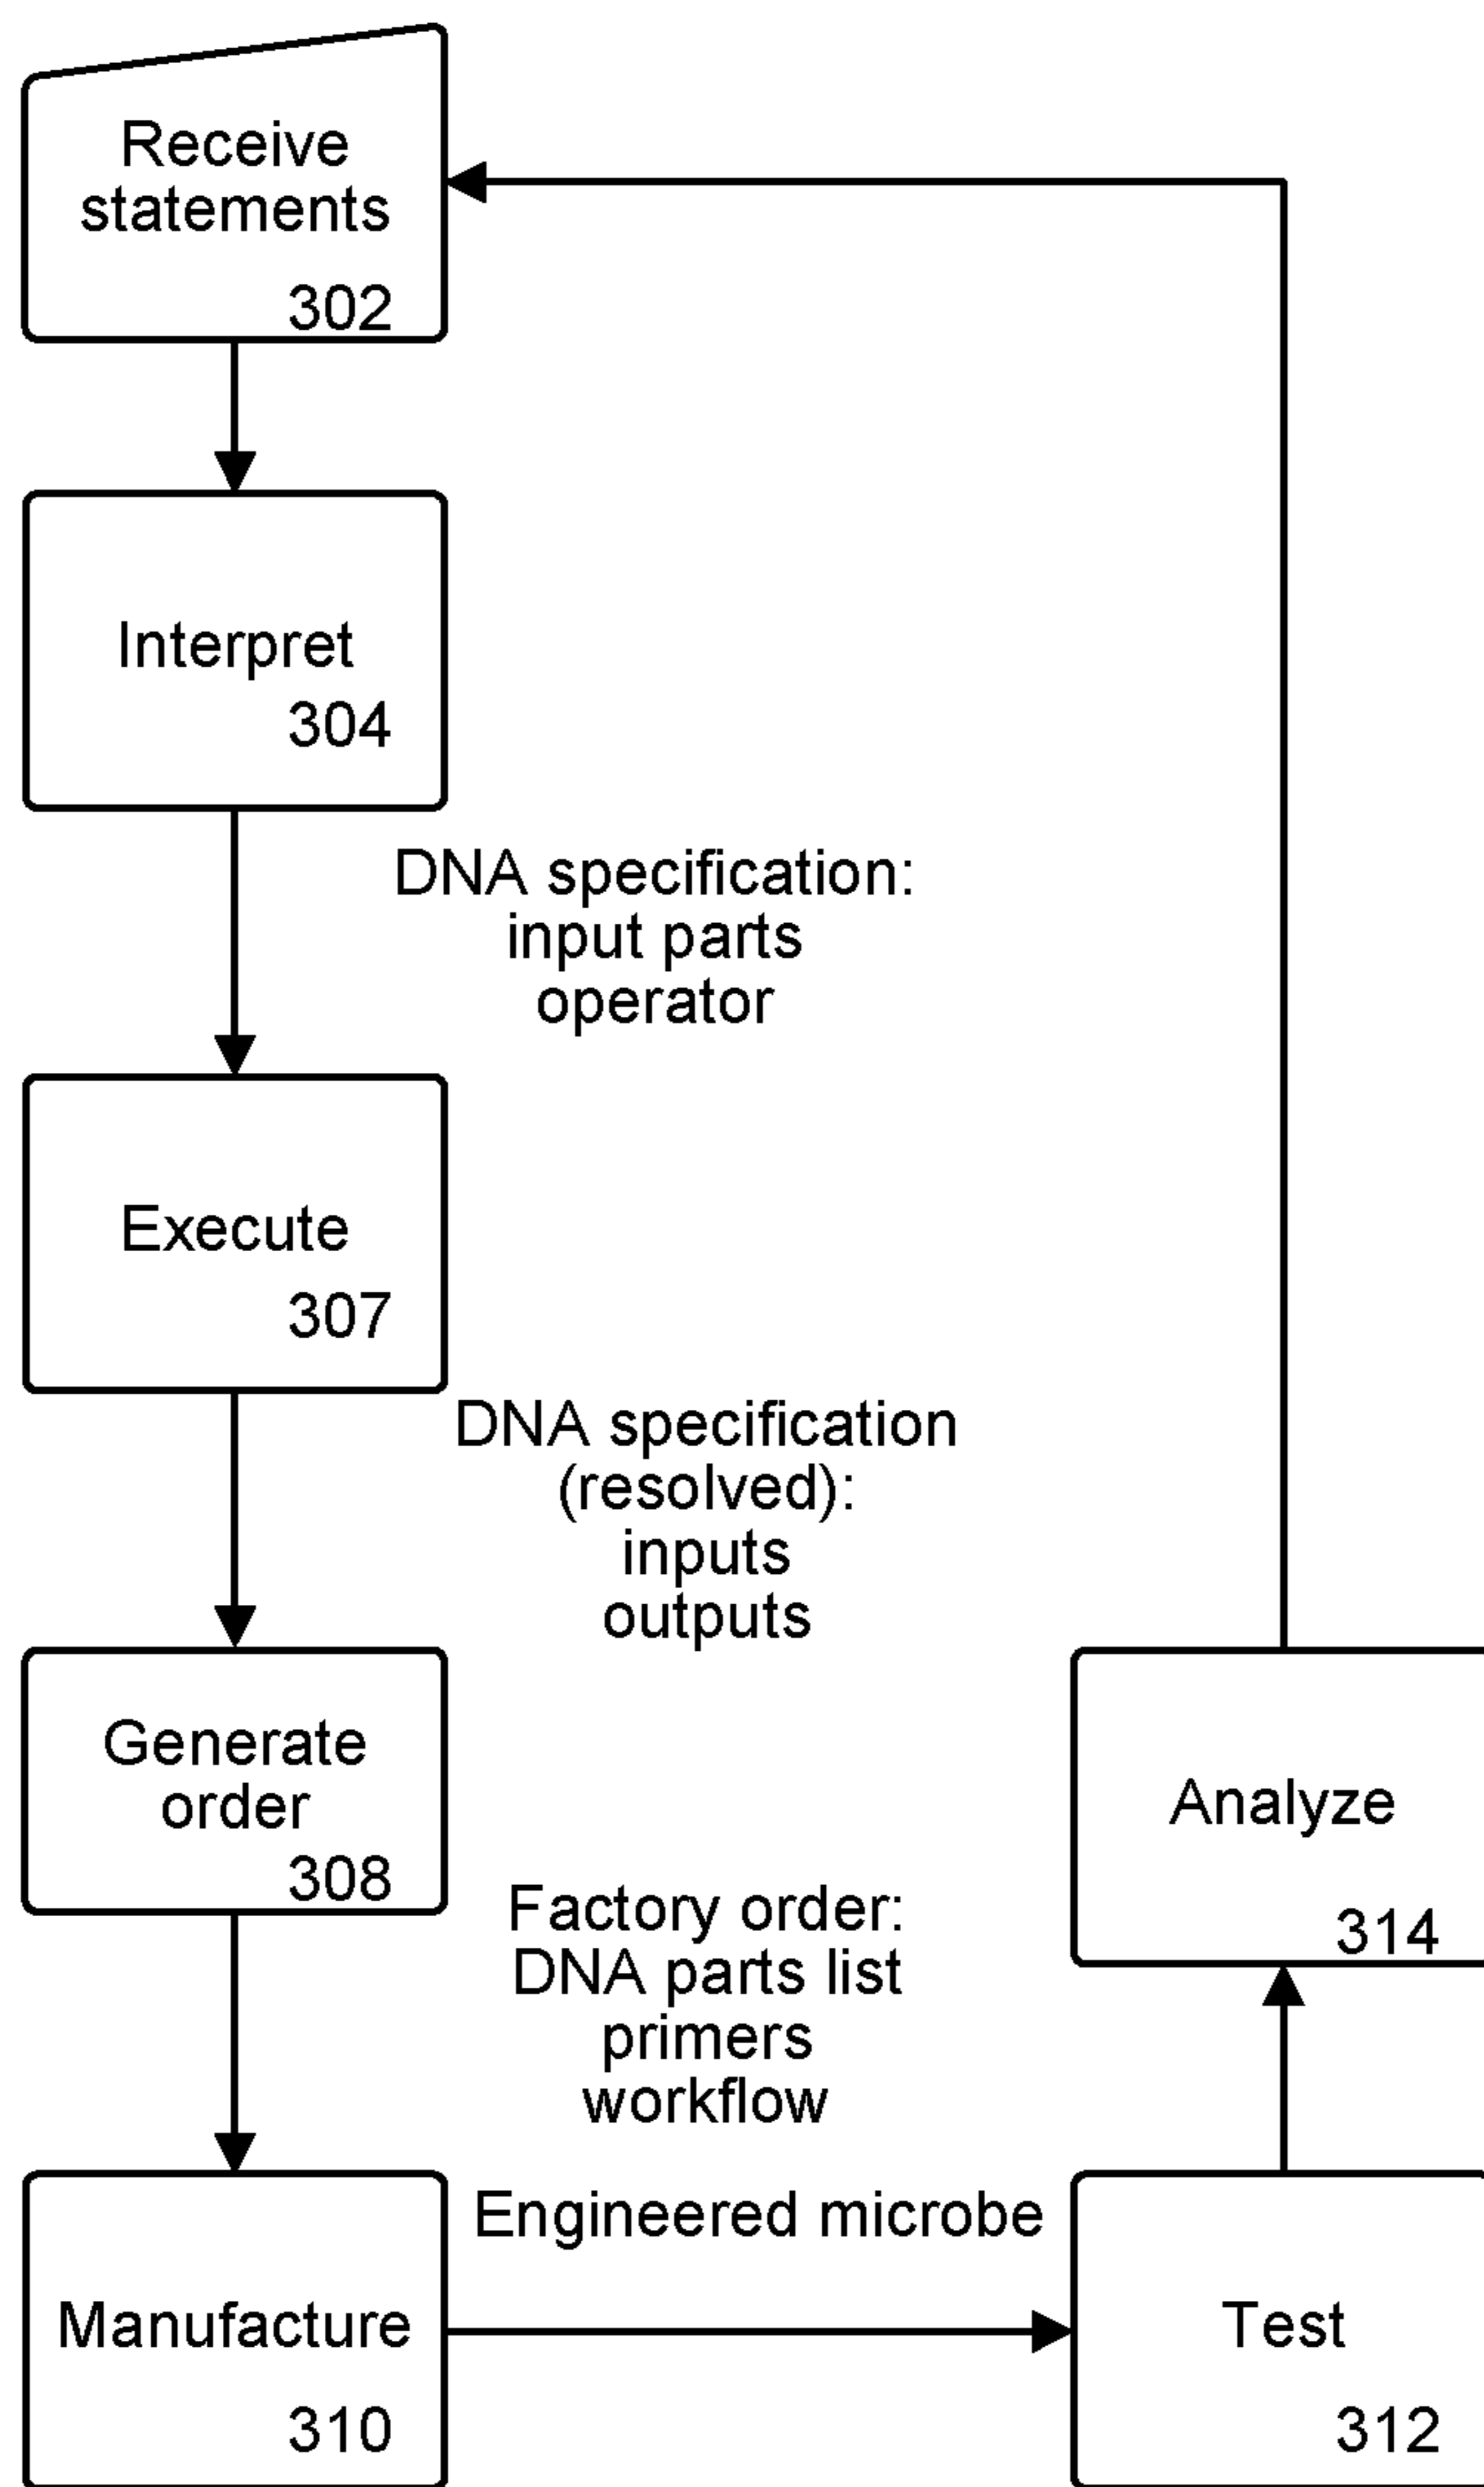 Receive
statements
302
Interpret
304
DNA specification:
input parts
operator
Execute
307
DNA specification
(resolved):
inputs
outputs
Generate
order
308
Factory order:
DNA parts list
primers
workflow
Manufacture
310
Engineered microbe
Test
312
Analyze
314